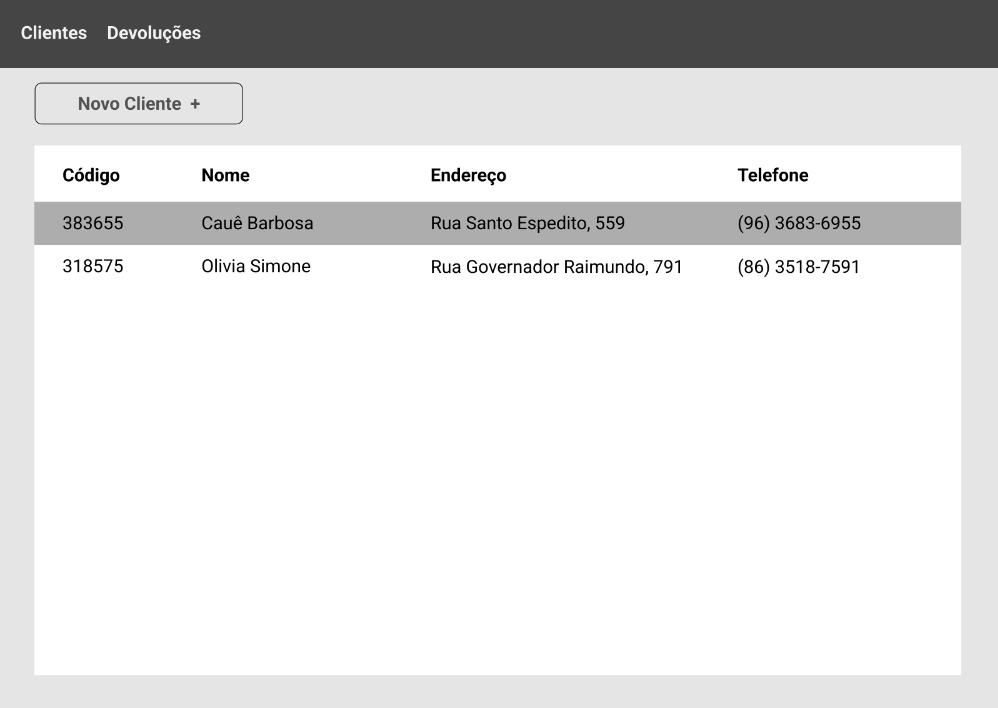 Clientes Devoluções
Novo Cliente +
Código Nome Endereço Telefone
383655 Cauê Barbosa Rua Santo Espedito, 559 (96) 3683-6955
318575 Olivia Simone Rua Governador Raimundo, 791 (86) 3518-7591